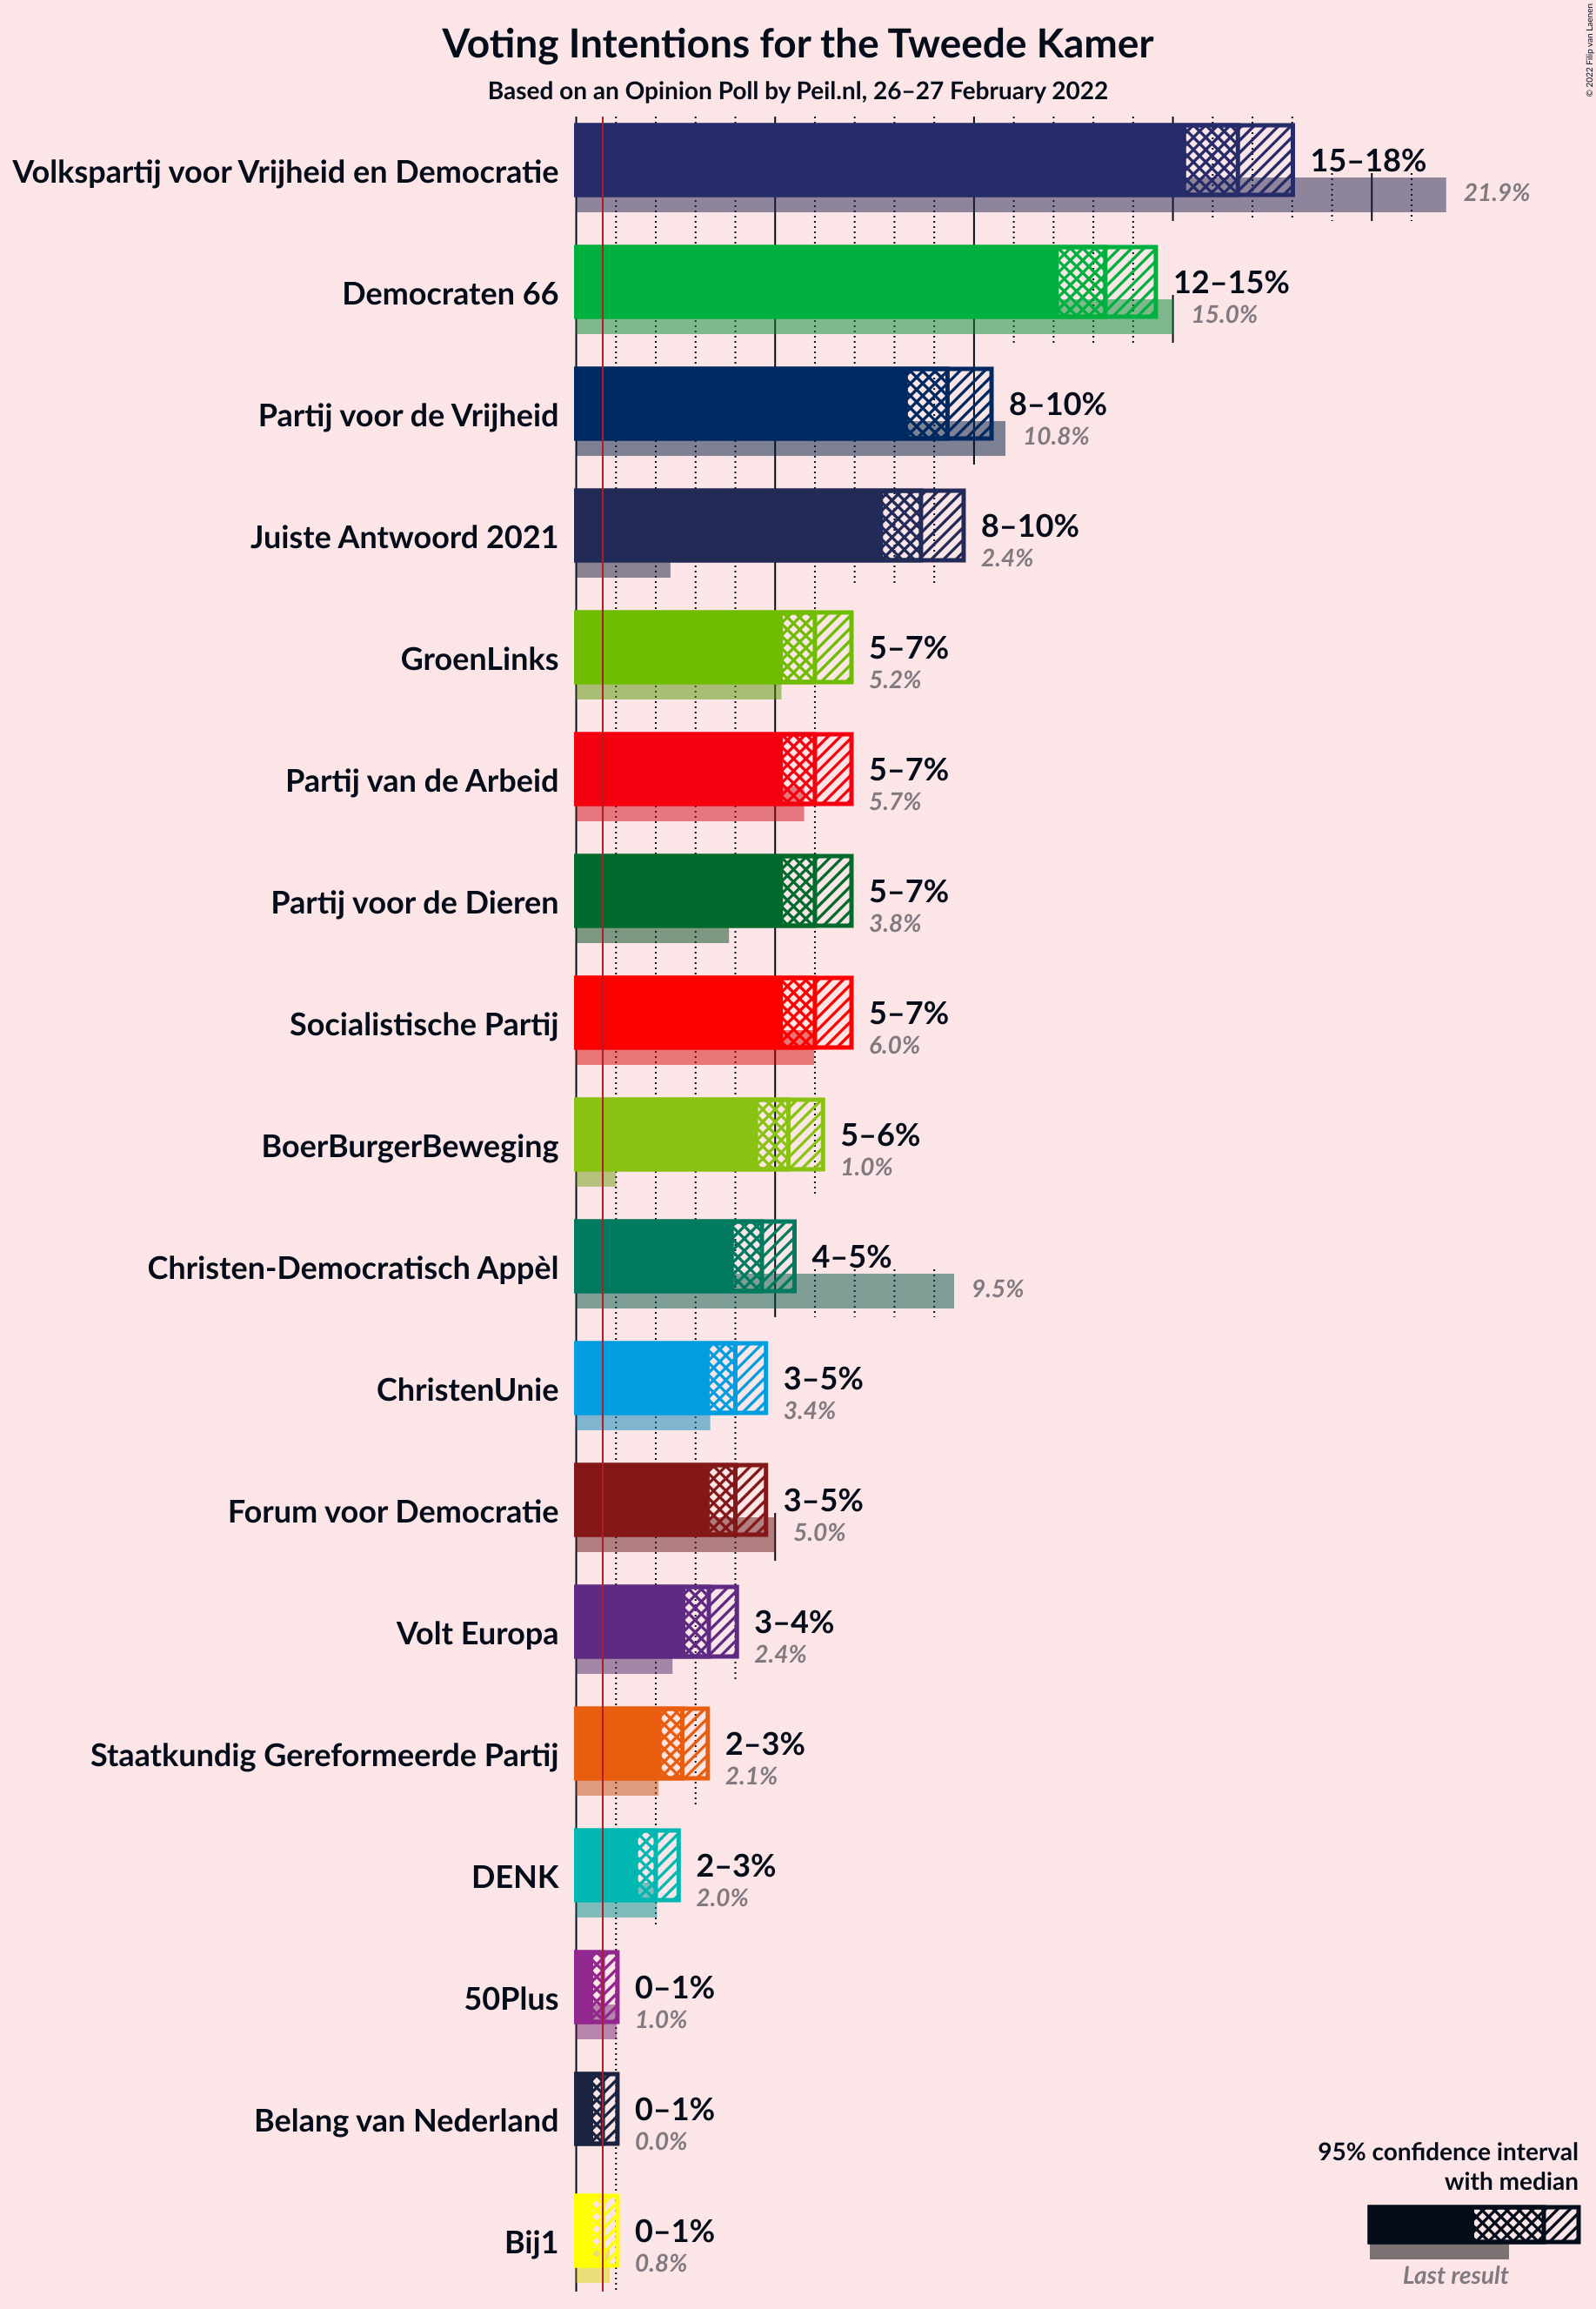 Voting Intentions for the Tweede Kamer
Based on an Opinion Poll by Peil.nl, 26–27 February 2022
© 2022 Filip van Laenen
Volkspartij voor Vrijheid en Democratie
15–18%
21.9%
Democraten 66
12–15%
15.0%
Partij voor de Vrijheid
8–10%
10.8%
Juiste Antwoord 2021
8–10%
2.4%
GroenLinks
5–7%
5.2%
Partij van de Arbeid
5–7%
5.7%
Partij voor de Dieren
5–7%
3.8%
Socialistische Partij
5–7%
6.0%
BoerBurgerBeweging
5–6%
1.0%
Christen-Democratisch Appèl
4–5%
9.5%
ChristenUnie
3–5%
3.4%
Forum voor Democratie
3–5%
5.0%
Volt Europa
3–4%
2.4%
Staatkundig Gereformeerde Partij
2–3%
2.1%
DENK
2–3%
2.0%
50Plus
0–1%
1.0%
Belang van Nederland
0–1%
0.0%
Bij1
0–1%
0.8%
95% confidence interval
with median
Last result